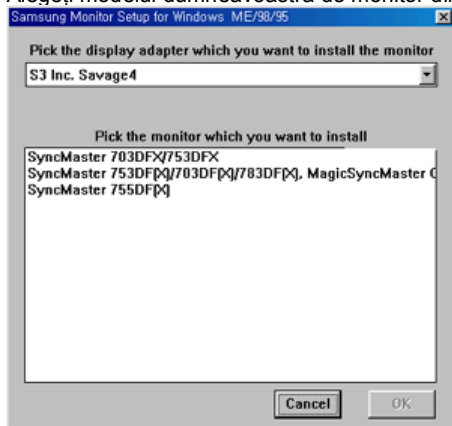 Samsung Monitor Setup for Windows ME/98/95
Pick the display adapter which you want to install the monitor
S3 Inc. Savage4
Pick the monitor which you want to install
SyncMaster 703DFX/753DFX
SyncMaster 753DF[X]/703DF[X]/783DF[X], MagicSyncMaster
SyncMaster 755DF[X]
Cancel
OK